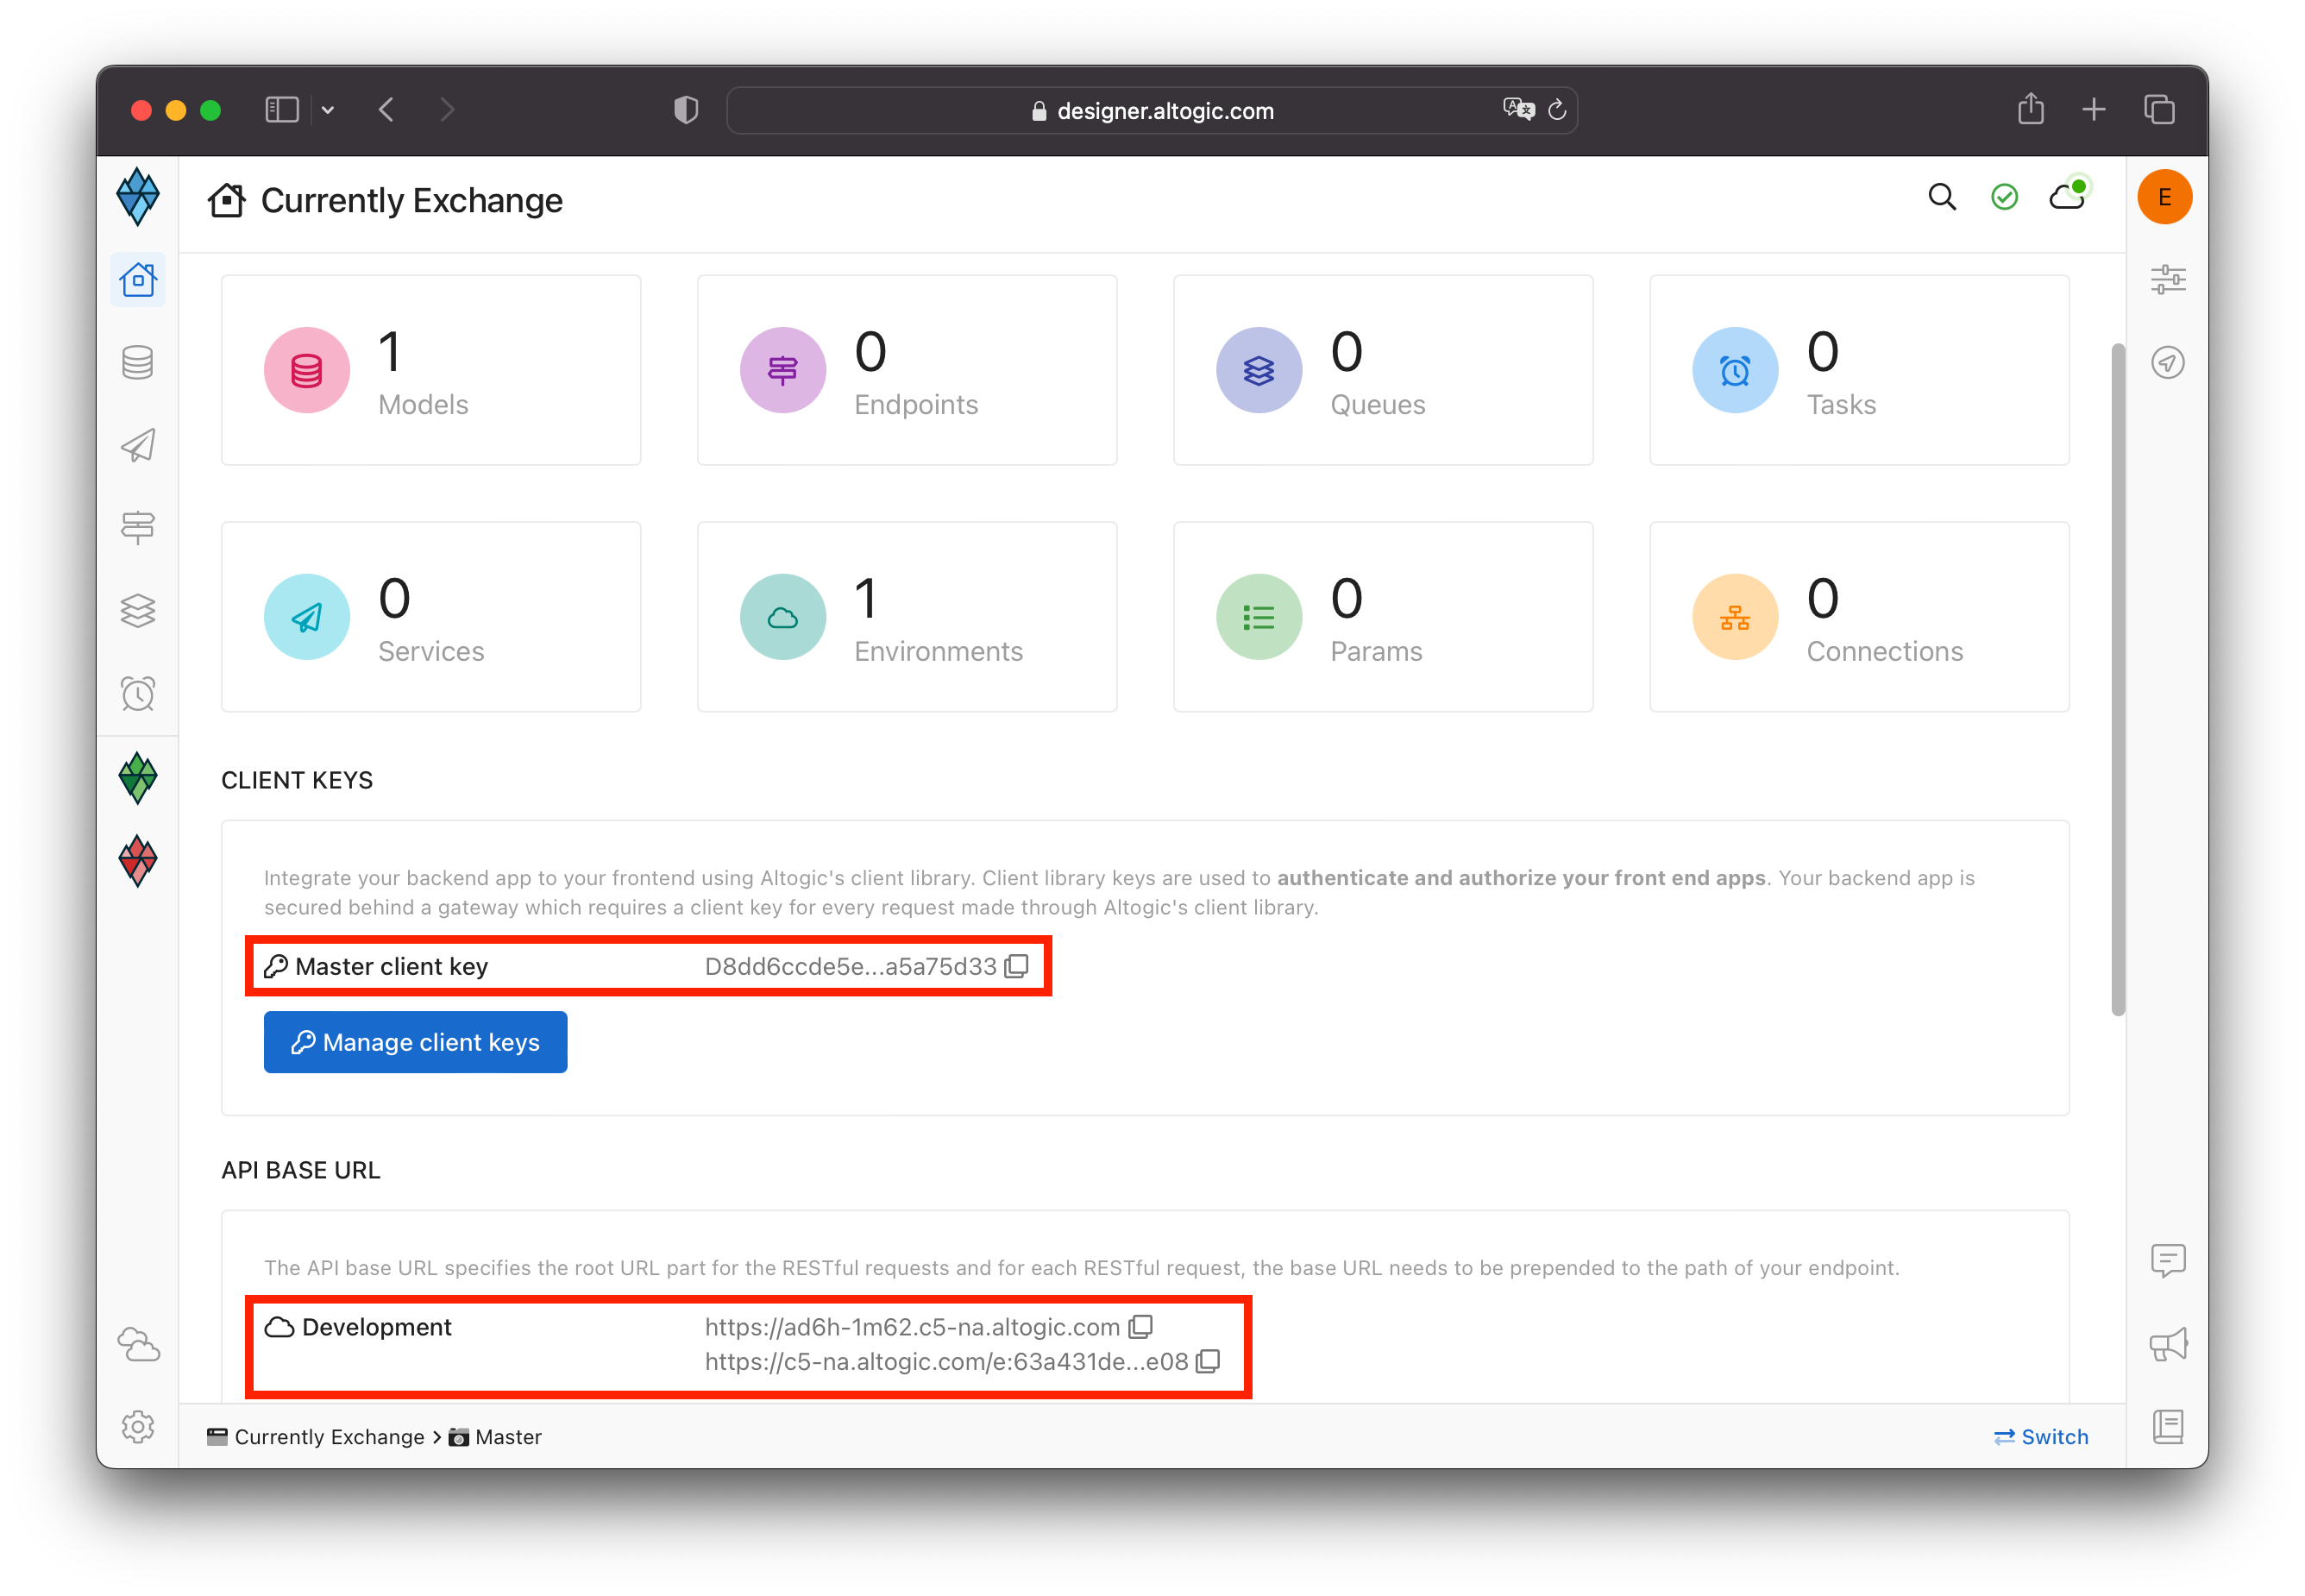 designer.altogic.com
Currently Exchange
E
1
Models
0
Endpoints
0
Queues
0
Tasks
0
Services
1
Environments
0
Params
0
Connections
CLIENT KEYS
Integrate your backend app to your frontend using Altogic's client library. Client library keys are used to authenticate and authorize your front end apps. Your backend app is
secured behind a gateway which requires a client key for every request made through Altogic's client library.
Master client key D8dd6ccde5e...a5a75d33
Manage client keys
API BASE URL
The API base URL specifies the root URL part for the RESTful requests and for each RESTful request, the base URL needs to be prepended to the path of your endpoint.
Development https://ad6h-1m62.c5-na.altogic.com
https://c5-na.altogic.com/e:63a431de...e08
Currently Exchange > Master
Switch